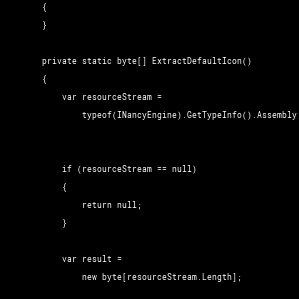 {
}
private static byte[] ExtractDefaultIcon()
{
var resourceStream =
typeof(INancyEngine).GetTypeInfo().Assembly
if (resourceStream == null)
{
return null;
}
var result =
new byte[resourceStream.Length];